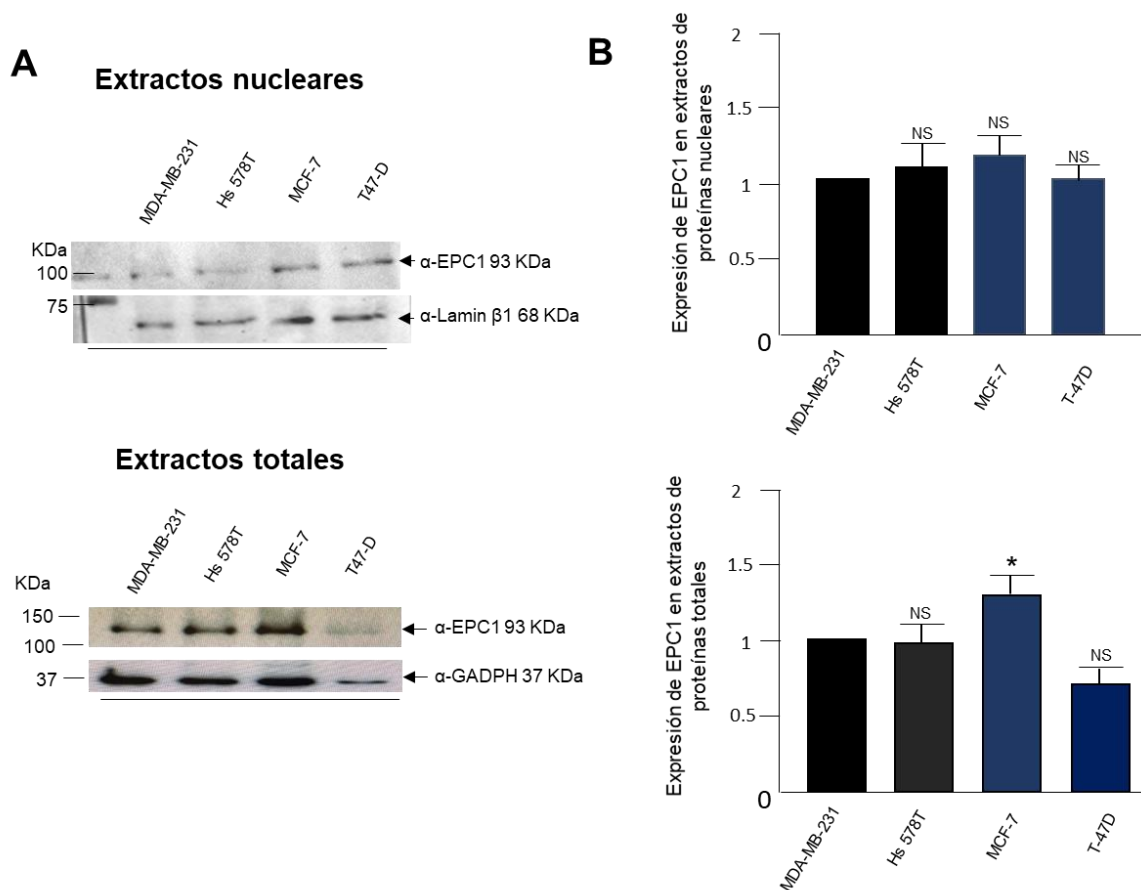 A
Extractos nucleares
MDA-MB-231
Hs 578T
MCF-7
T47-D
KDa
100
α-EPC1 93 KDa
75
α-Lamin β1 68 KDa
Extractos totales
MDA-MB-231
Hs 578T
MCF-7
T47-D
KDa
150
100
α-EPC1 93 KDa
37
α-GADPH 37 KDa
B
Expresión de EPC1 en extractos de
proteínas nucleares
2
1.5
1
0.5
0
NS
NS
NS
MDA-MB-231
Hs 578T
MCF-7
T-47D
Expresión de EPC1 en extractos de
proteínas totales
2
1.5
1
0.5
0
NS
*
NS
MDA-MB-231
Hs 578T
MCF-7
T-47D